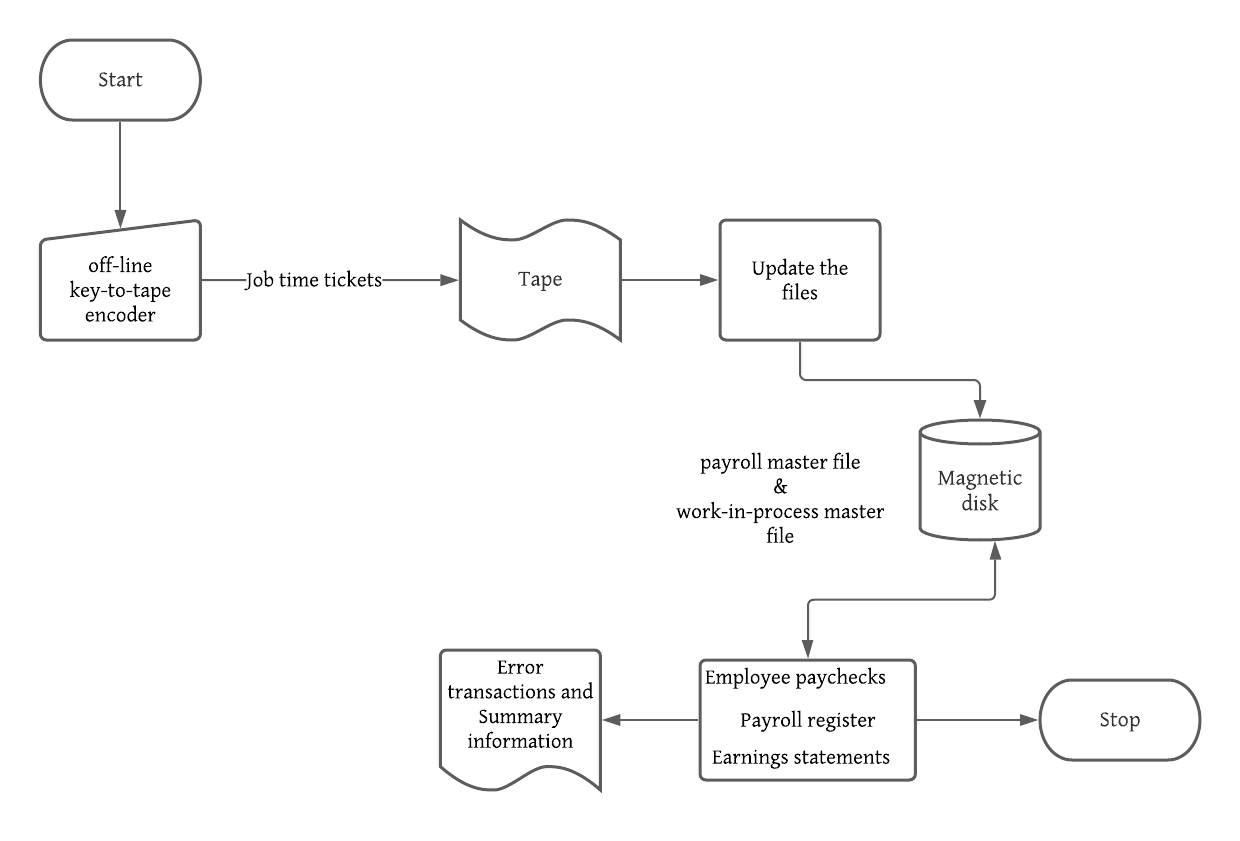 Start
off-line
key-to-tape
encoder
Job time tickets
Tape
Update the
files
payroll master file
&
work-in-process master
file
Magnetic
disk
Error
transactions and
Summary
information
Employee paychecks
Payroll register
Earnings statements
Stop